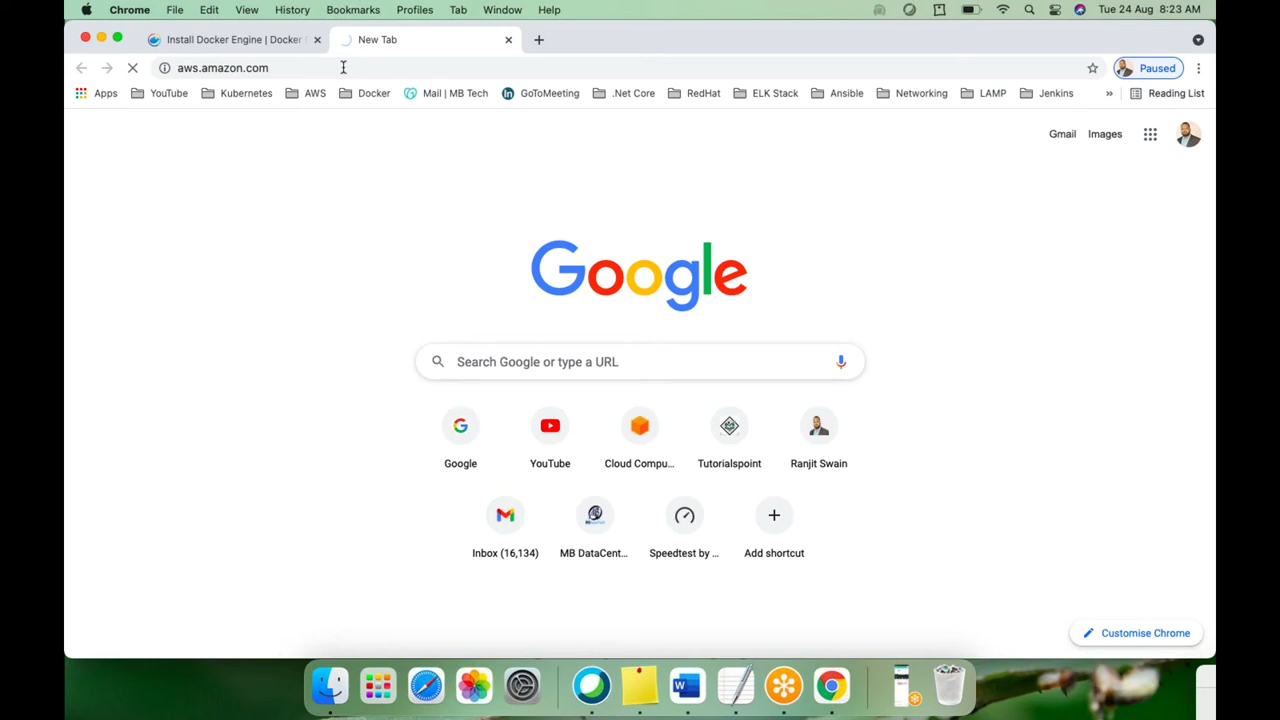 Chrome File Edit View History Bookmarks Profiles Tab Window Help Tue 24 Aug 8:23 AM
Install Docker Engine | Docker New Tab
aws.amazon.com Paused
Apps YouTube Kubernetes AWS Docker Mail | MB Tech GoToMeeting .Net Core RedHat ELK Stack Ansible Networking LAMP Jenkins » Reading List
Gmail Images
Google
Search Google or type a URL
Google YouTube Cloud Compu... Tutorialspoint Ranjit Swain
Inbox (16,134) MB DataCent... Speedtest by ... Add shortcut
Customise Chrome